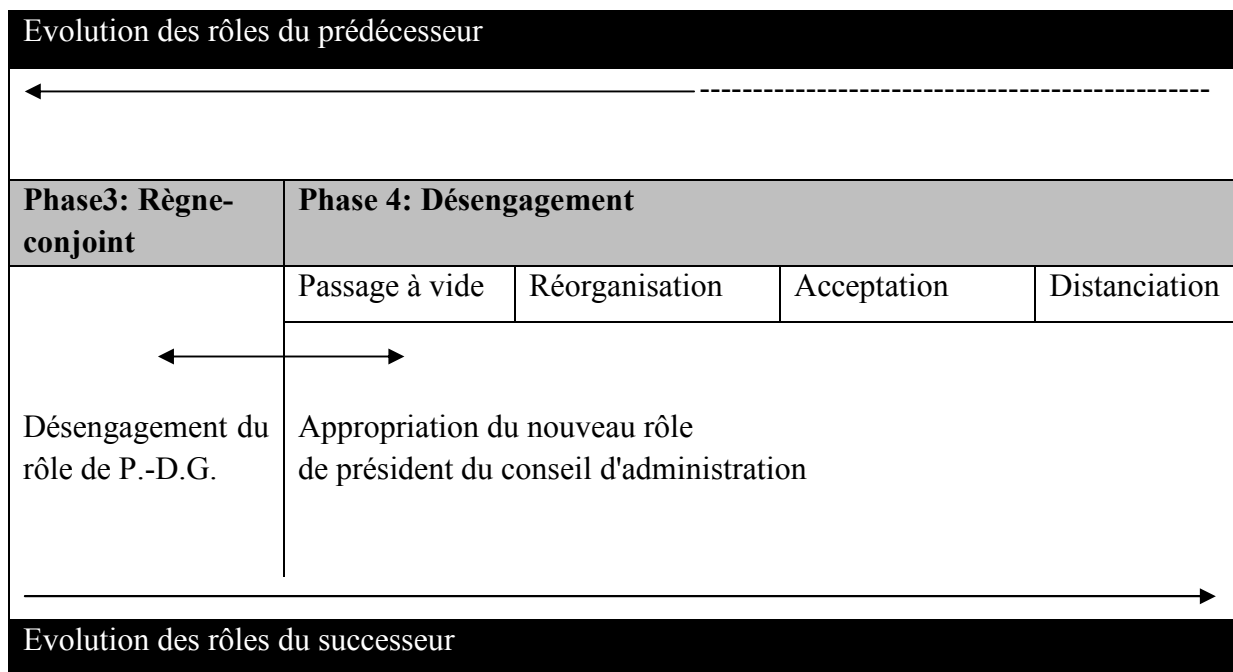 Evolution des rôles du prédécesseur
Phase3: Règne-
conjoint
Phase 4: Désengagement
Passage à vide
Réorganisation
Acceptation
Distanciation
Désengagement du
rôle de P.-D.G.
Appropriation du nouveau rôle
de président du conseil d'administration
Evolution des rôles du successeur